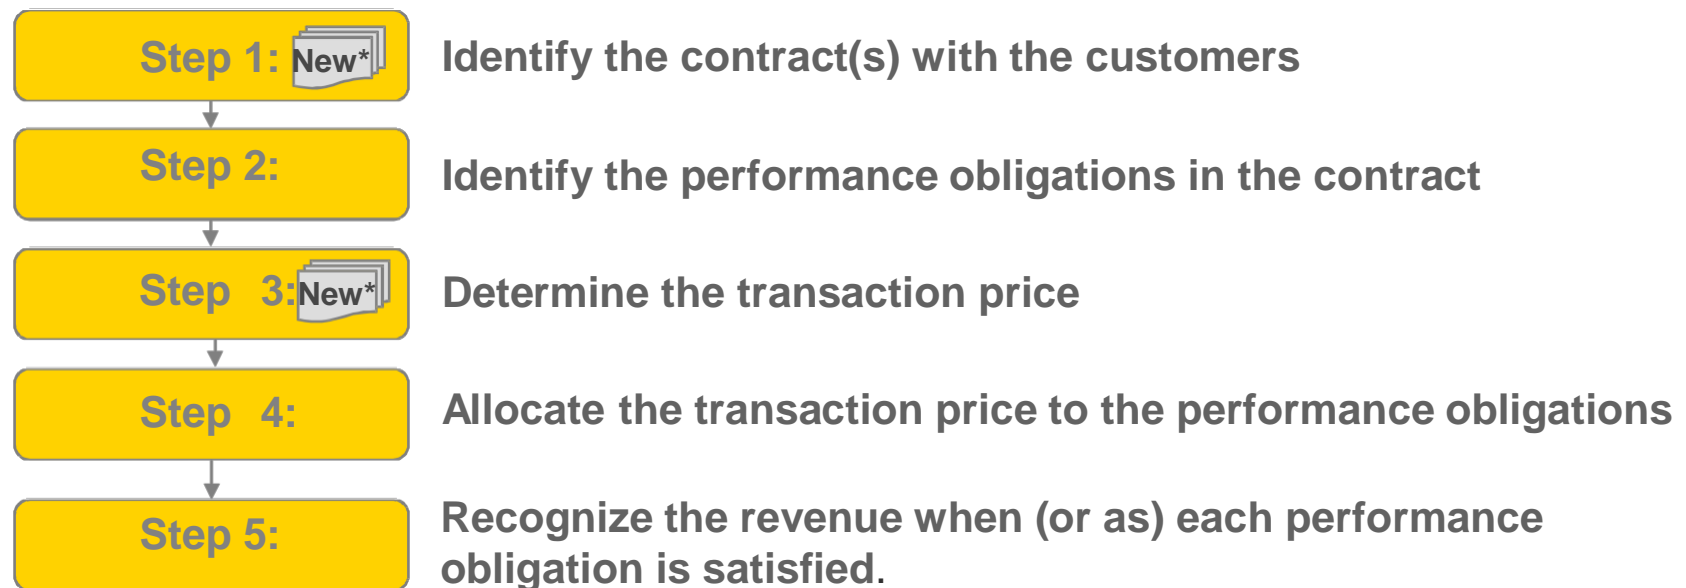 Step 1: New* Identify the contract(s) with the customers
Step 2: Identify the performance obligations in the contract
Step 3: New* Determine the transaction price
Step 4: Allocate the transaction price to the performance obligations
Step 5: Recognize the revenue when (or as) each performance
obligation is satisfied.